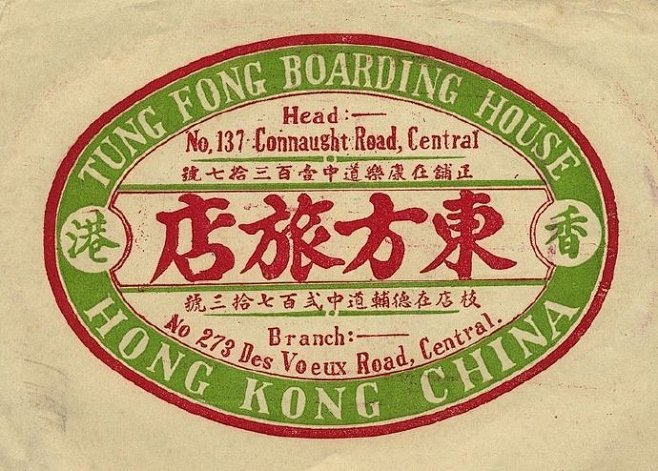 TUNG FONG BOARDING HOUSE
Head:—
No. 137 Connaught Road, Central
正舖在康樂道中壹百三拾七號
東方旅店
香港
枝店在德輔道中弍百七拾三號
Branch:—
No 273 Des Voeux Road, Central.
HONG KONG CHINA